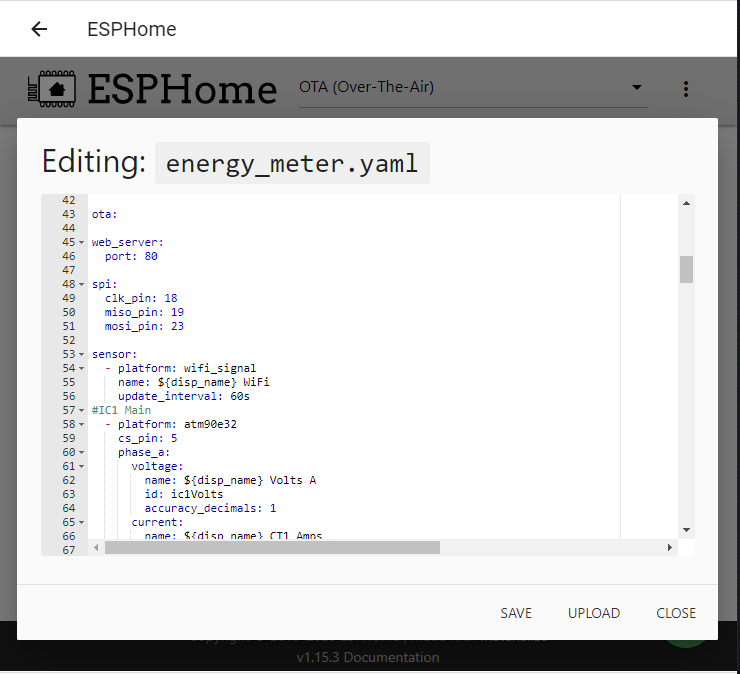 ESPHome
ESPHome
OTA (Over-The-Air)
Editing: energy_meter.yaml
42
43 ota:
44
45 web_server:
46   port: 80
47
48 spi:
49   clk_pin: 18
50   miso_pin: 19
51   mosi_pin: 23
52
53 sensor:
54   - platform: wifi_signal
55     name: ${disp_name} WiFi
56     update_interval: 60s
57 #IC1 Main
58   - platform: atm90e32
59     cs_pin: 5
60     phase_a:
61       voltage:
62         name: ${disp_name} Volts A
63         id: ic1Volts
64         accuracy_decimals: 1
65       current:
66         name: ${disp_name} CT1 Amps
67
SAVE UPLOAD CLOSE
v1.15.3 Documentation